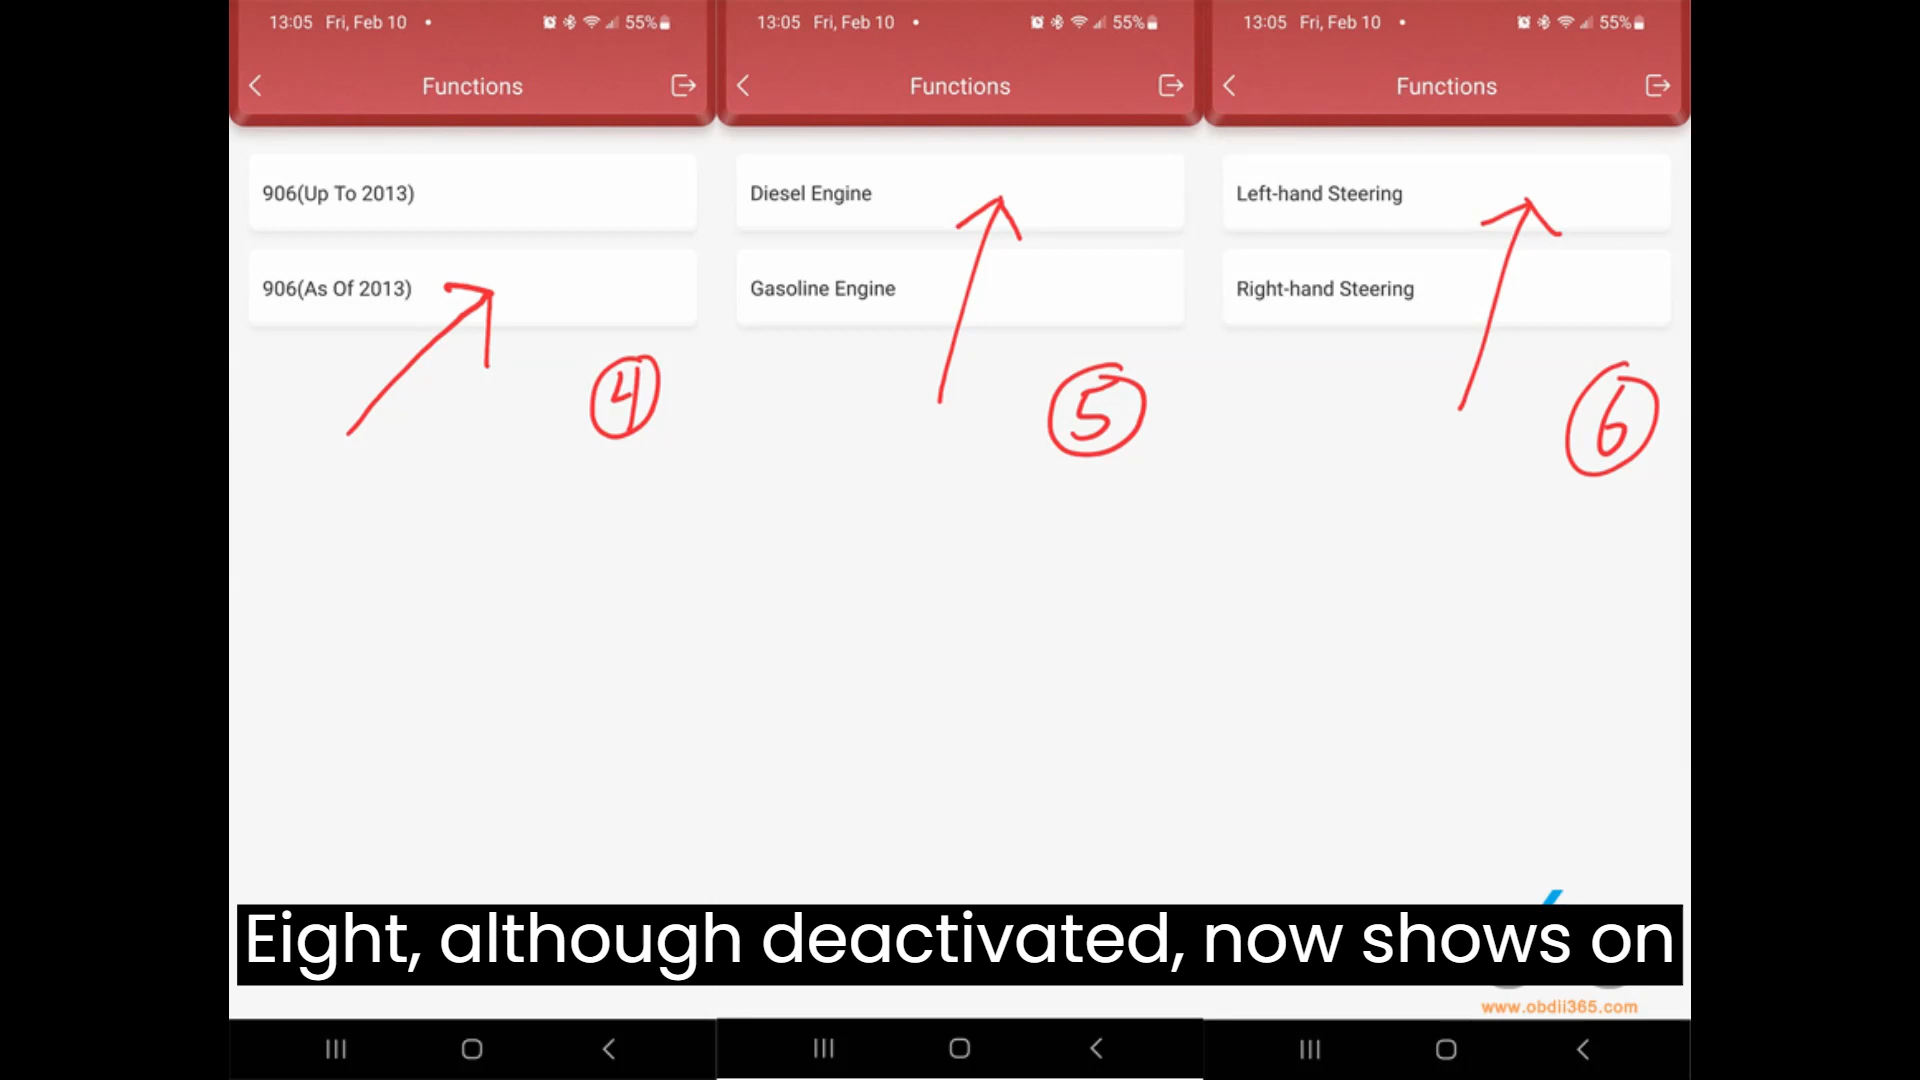 13:05 Fri, Feb 10 • 55%
Functions
906(Up To 2013)
906(As Of 2013)
4
13:05 Fri, Feb 10 • 55%
Functions
Diesel Engine
Gasoline Engine
5
13:05 Fri, Feb 10 • 55%
Functions
Left-hand Steering
Right-hand Steering
6
Eight, although deactivated, now shows on
www.obdii365.com